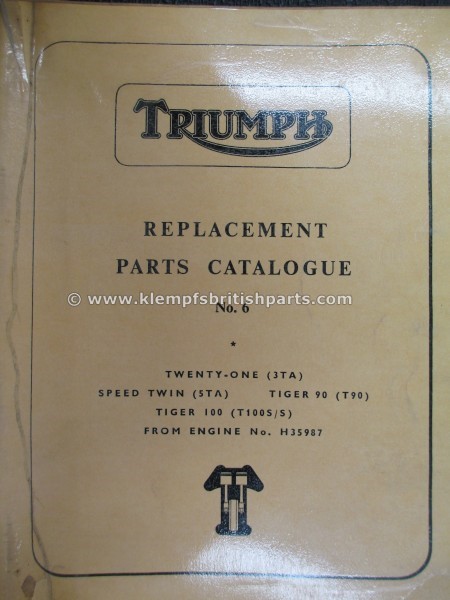 TRIUMPH
REPLACEMENT
PARTS CATALOGUE
© www.klempfsbritishparts.com
No. 6
*
TWENTY-ONE (3TA)
SPEED TWIN (5TA) TIGER 90 (T90)
TIGER 100 (T100S/S)
FROM ENGINE No. H35987